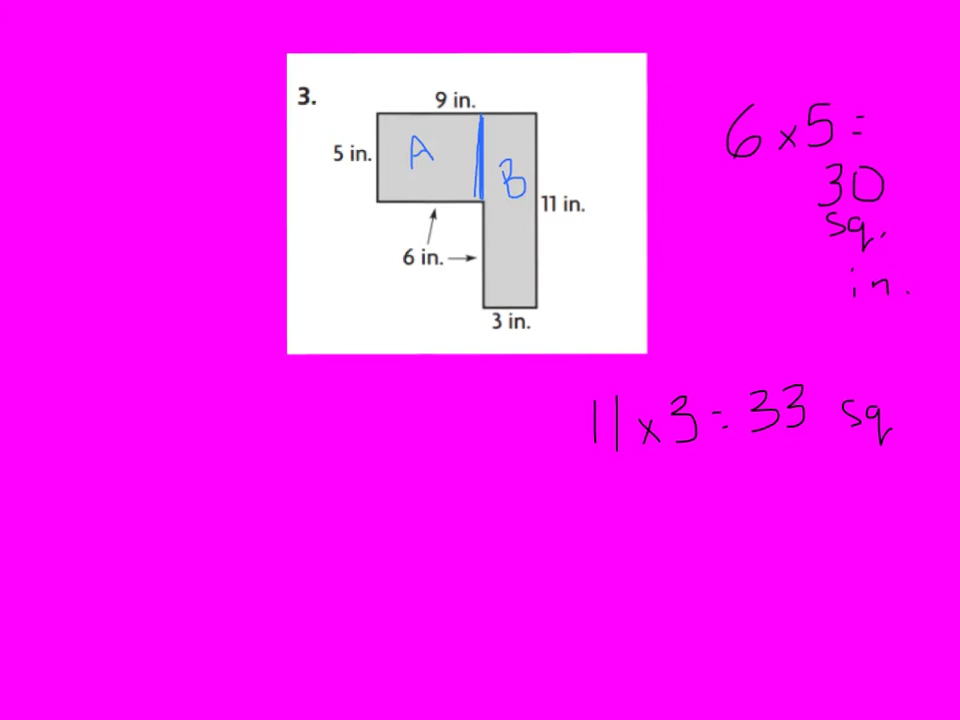 3.
9 in.
5 in.
A
B
11 in.
6 in.
3 in.
6 x 5 =
30
sq.
in.
11 x 3 = 33 sq